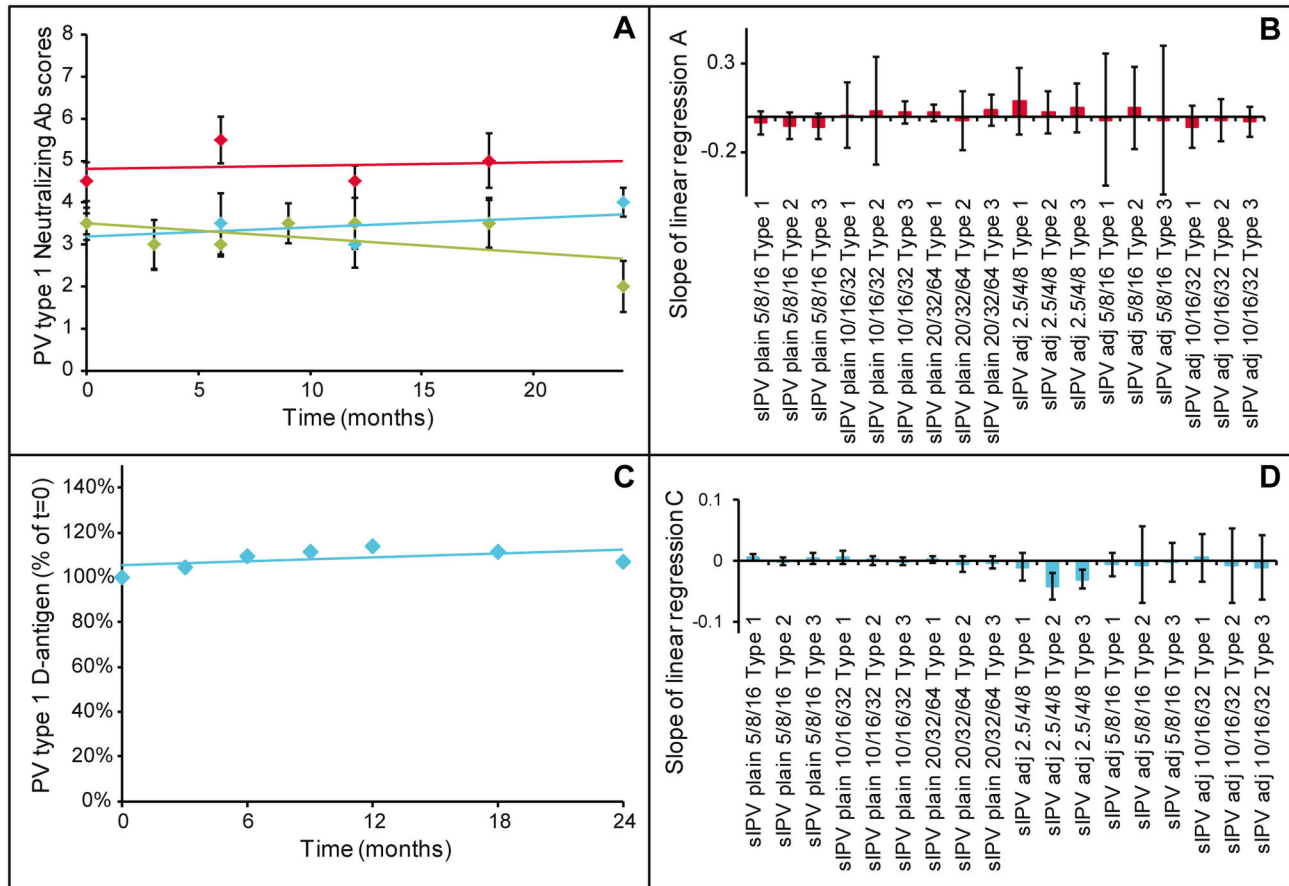 A
PV type 1 Neutralizing Ab scores
8
7
6
5
4
3
2
1
0
0
5
10
15
20
Time (months)
B
Slope of linear regression A
0.3
-0.2
sIPV plain 5/8/16 Type 1
sIPV plain 5/8/16 Type 2
sIPV plain 5/8/16 Type 3
sIPV plain 10/16/32 Type 1
sIPV plain 10/16/32 Type 2
sIPV plain 10/16/32 Type 3
sIPV plain 20/32/64 Type 1
sIPV plain 20/32/64 Type 2
sIPV plain 20/32/64 Type 3
sIPV adj 2.5/4/8 Type 1
sIPV adj 2.5/4/8 Type 2
sIPV adj 2.5/4/8 Type 3
sIPV adj 5/8/16 Type 1
sIPV adj 5/8/16 Type 2
sIPV adj 5/8/16 Type 3
sIPV adj 10/16/32 Type 1
sIPV adj 10/16/32 Type 2
sIPV adj 10/16/32 Type 3
C
PV type 1 D-antigen (% of t=0)
140%
120%
100%
80%
60%
40%
20%
0%
0
6
12
18
24
Time (months)
D
Slope of linear regression C
0.1
0
-0.1
sIPV plain 5/8/16 Type 1
sIPV plain 5/8/16 Type 2
sIPV plain 5/8/16 Type 3
sIPV plain 10/16/32 Type 1
sIPV plain 10/16/32 Type 2
sIPV plain 10/16/32 Type 3
sIPV plain 20/32/64 Type 1
sIPV plain 20/32/64 Type 2
sIPV plain 20/32/64 Type 3
sIPV adj 2.5/4/8 Type 1
sIPV adj 2.5/4/8 Type 2
sIPV adj 2.5/4/8 Type 3
sIPV adj 5/8/16 Type 1
sIPV adj 5/8/16 Type 2
sIPV adj 5/8/16 Type 3
sIPV adj 10/16/32 Type 1
sIPV adj 10/16/32 Type 2
sIPV adj 10/16/32 Type 3